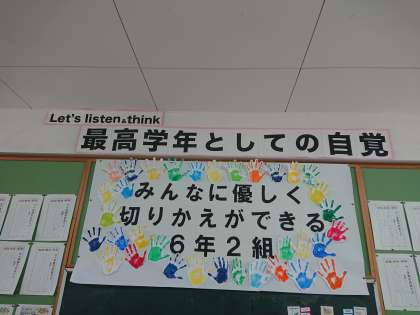 Let's listen&think
最高学年としての自覚
みんなに優しく
切りかえができる
６年２組